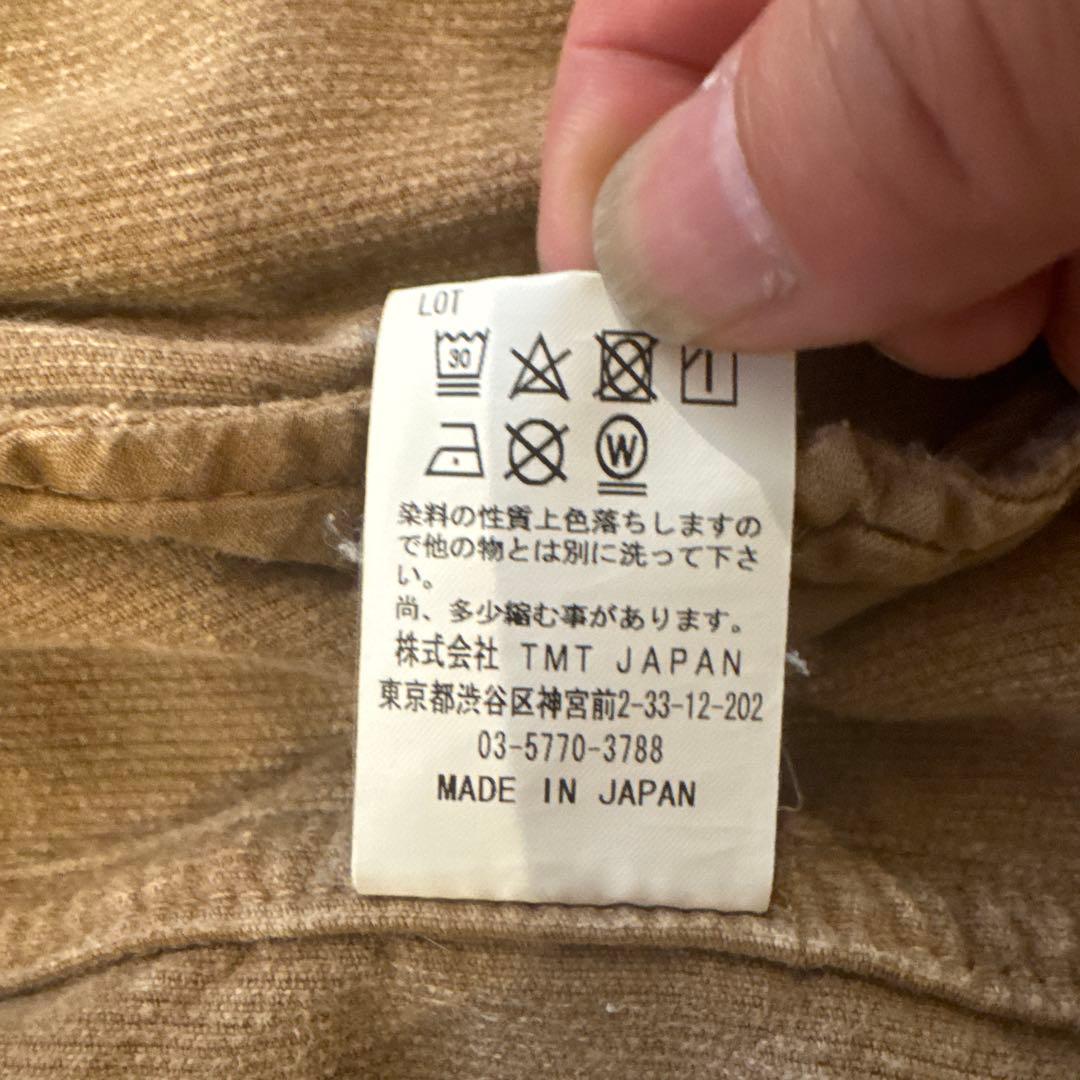 LOT
30
W
染料の性質上色落ちしますの
で他の物とは別に洗って下さ
い。
尚、多少縮む事があります。
株式会社 TMT JAPAN
東京都渋谷区神宮前2-33-12-202
03-5770-3788
MADE IN JAPAN